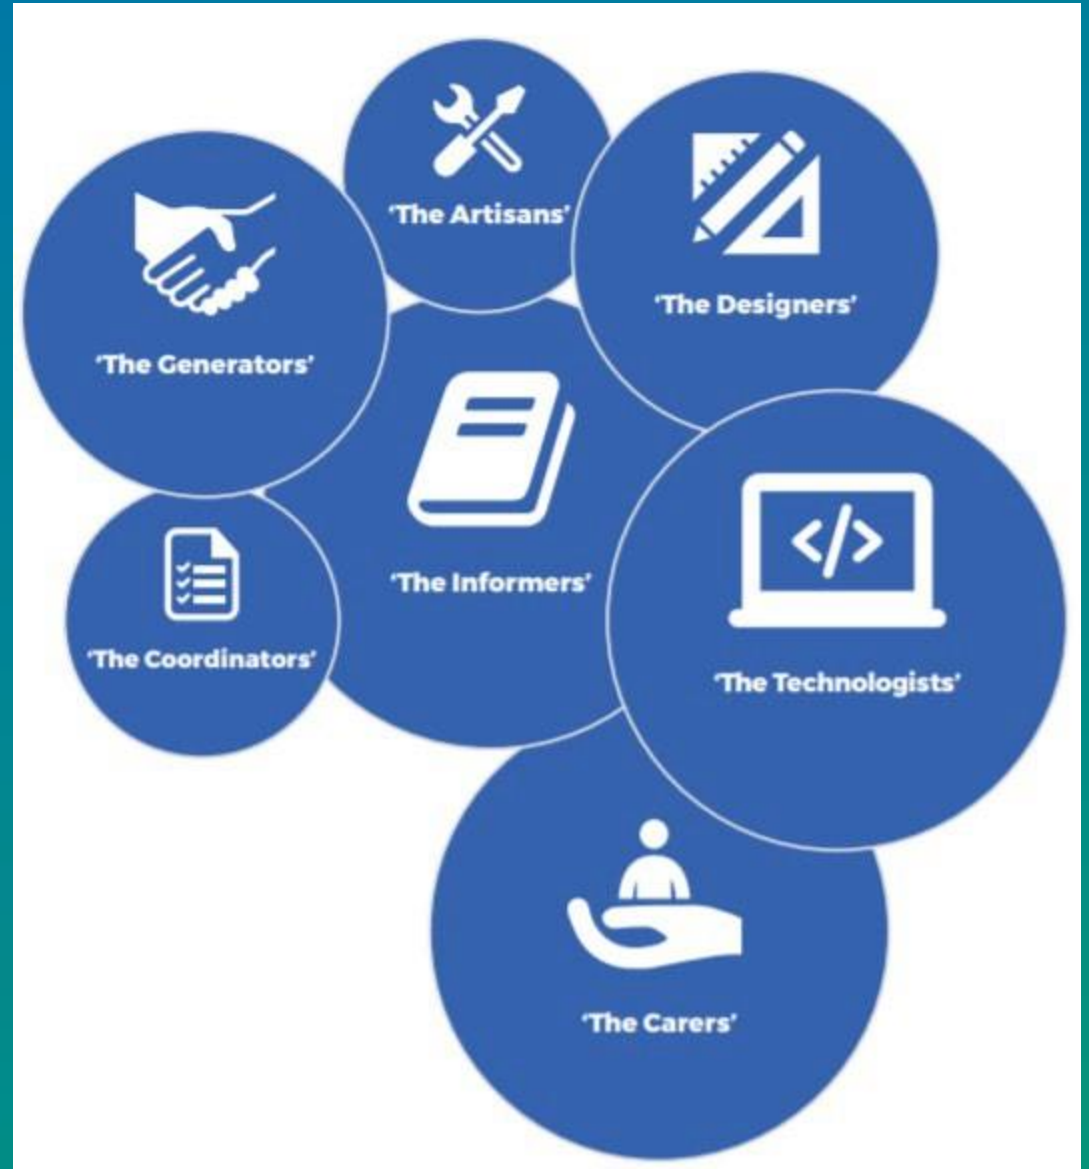 ‘The Artisans’
‘The Designers’
‘The Generators’
</>
‘The Informers’
‘The Coordinators’
‘The Technologists’
‘The Carers’